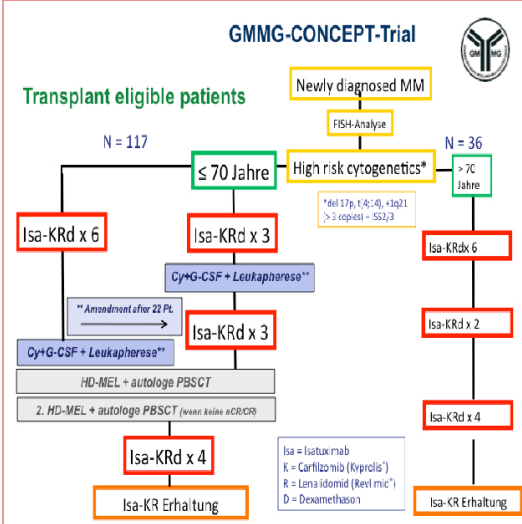 GMMG-CONCEPT-Trial
GM MG
Transplant eligible patients
Newly diagnosed MM
FISH-Analyse
N = 117
N = 36
≤ 70 Jahre
High risk cytogenetics*
> 70
Jahre
*del 17p, t(4;14), +1q21
(> 3 copies) – ISS2/3
Isa-KRd x 6
Isa-KRd x 3
Isa-KRdx 6
Cy+G-CSF + Leukapherese**
** Amendment after 22 Pt.
Isa-KRd x 3
Isa-KRd x 2
Cy+G-CSF + Leukapherese**
HD-MEL + autologe PBSCT
2. HD-MEL + autologe PBSCT (wenn keine nCR/CR)
Isa-KRd x 4
Isa-KRd x 4
Isa = Isatuximab
K = Carfilzomib (Kyprolis®)
R = Lenalidomid (Revlimid®)
D = Dexamethason
Isa-KR Erhaltung
Isa-KR Erhaltung